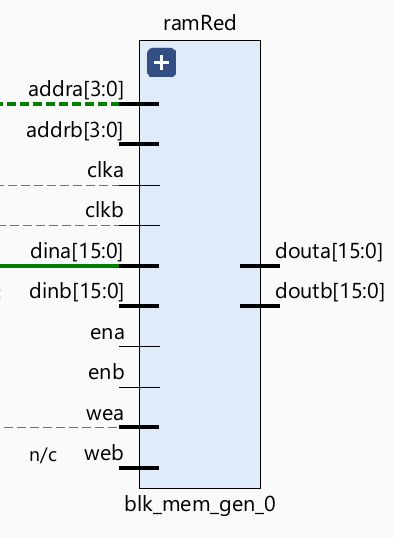 ramRed
addra[3:0]
addrb[3:0]
clka
clkb
dina[15:0]
douta[15:0]
dinb[15:0]
doutb[15:0]
ena
enb
wea
n/c web
blk_mem_gen_0